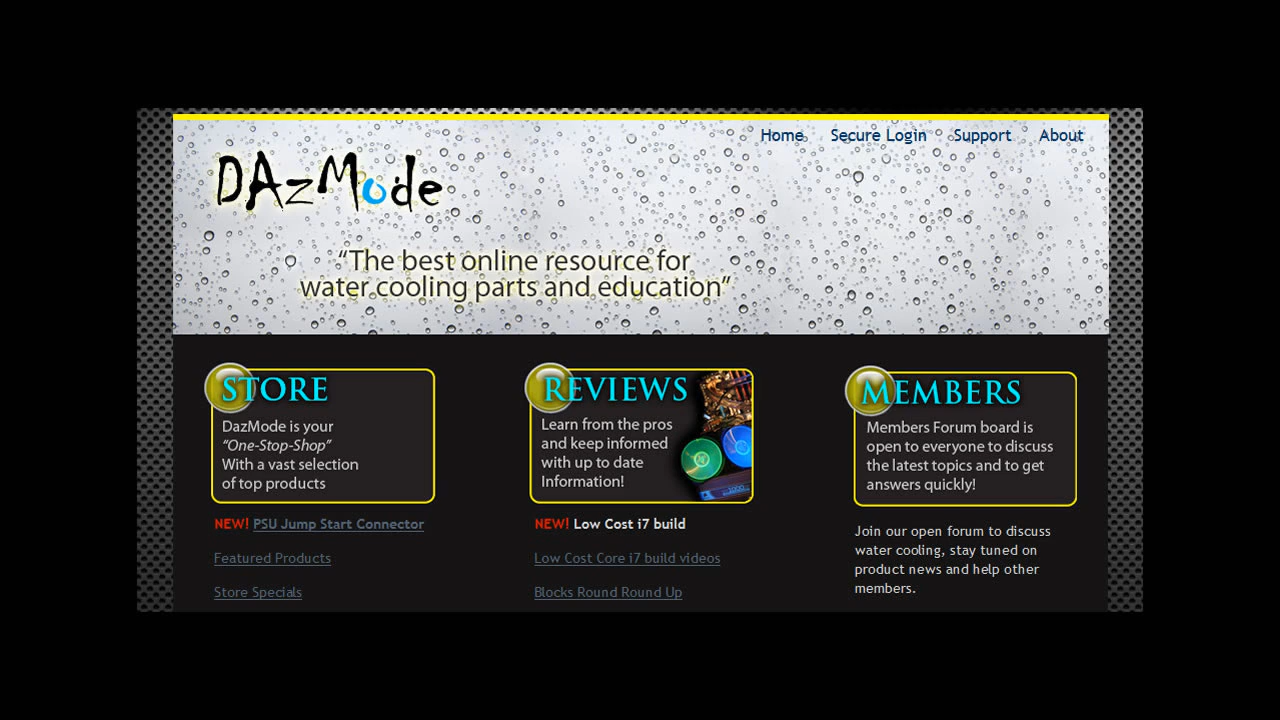 Home Secure Login Support About
DAzMode
“The best online resource for
water cooling parts and education”
STORE
DazMode is your
“One-Stop-Shop”
With a vast selection
of top products
NEW! PSU Jump Start Connector
Featured Products
Store Specials
REVIEWS
Learn from the pros
and keep informed
with up to date
Information!
NEW! Low Cost i7 build
Low Cost Core i7 build videos
Blocks Round Round Up
MEMBERS
Members Forum board is
open to everyone to discuss
the latest topics and to get
answers quickly!
Join our open forum to discuss
water cooling, stay tuned on
product news and help other
members.